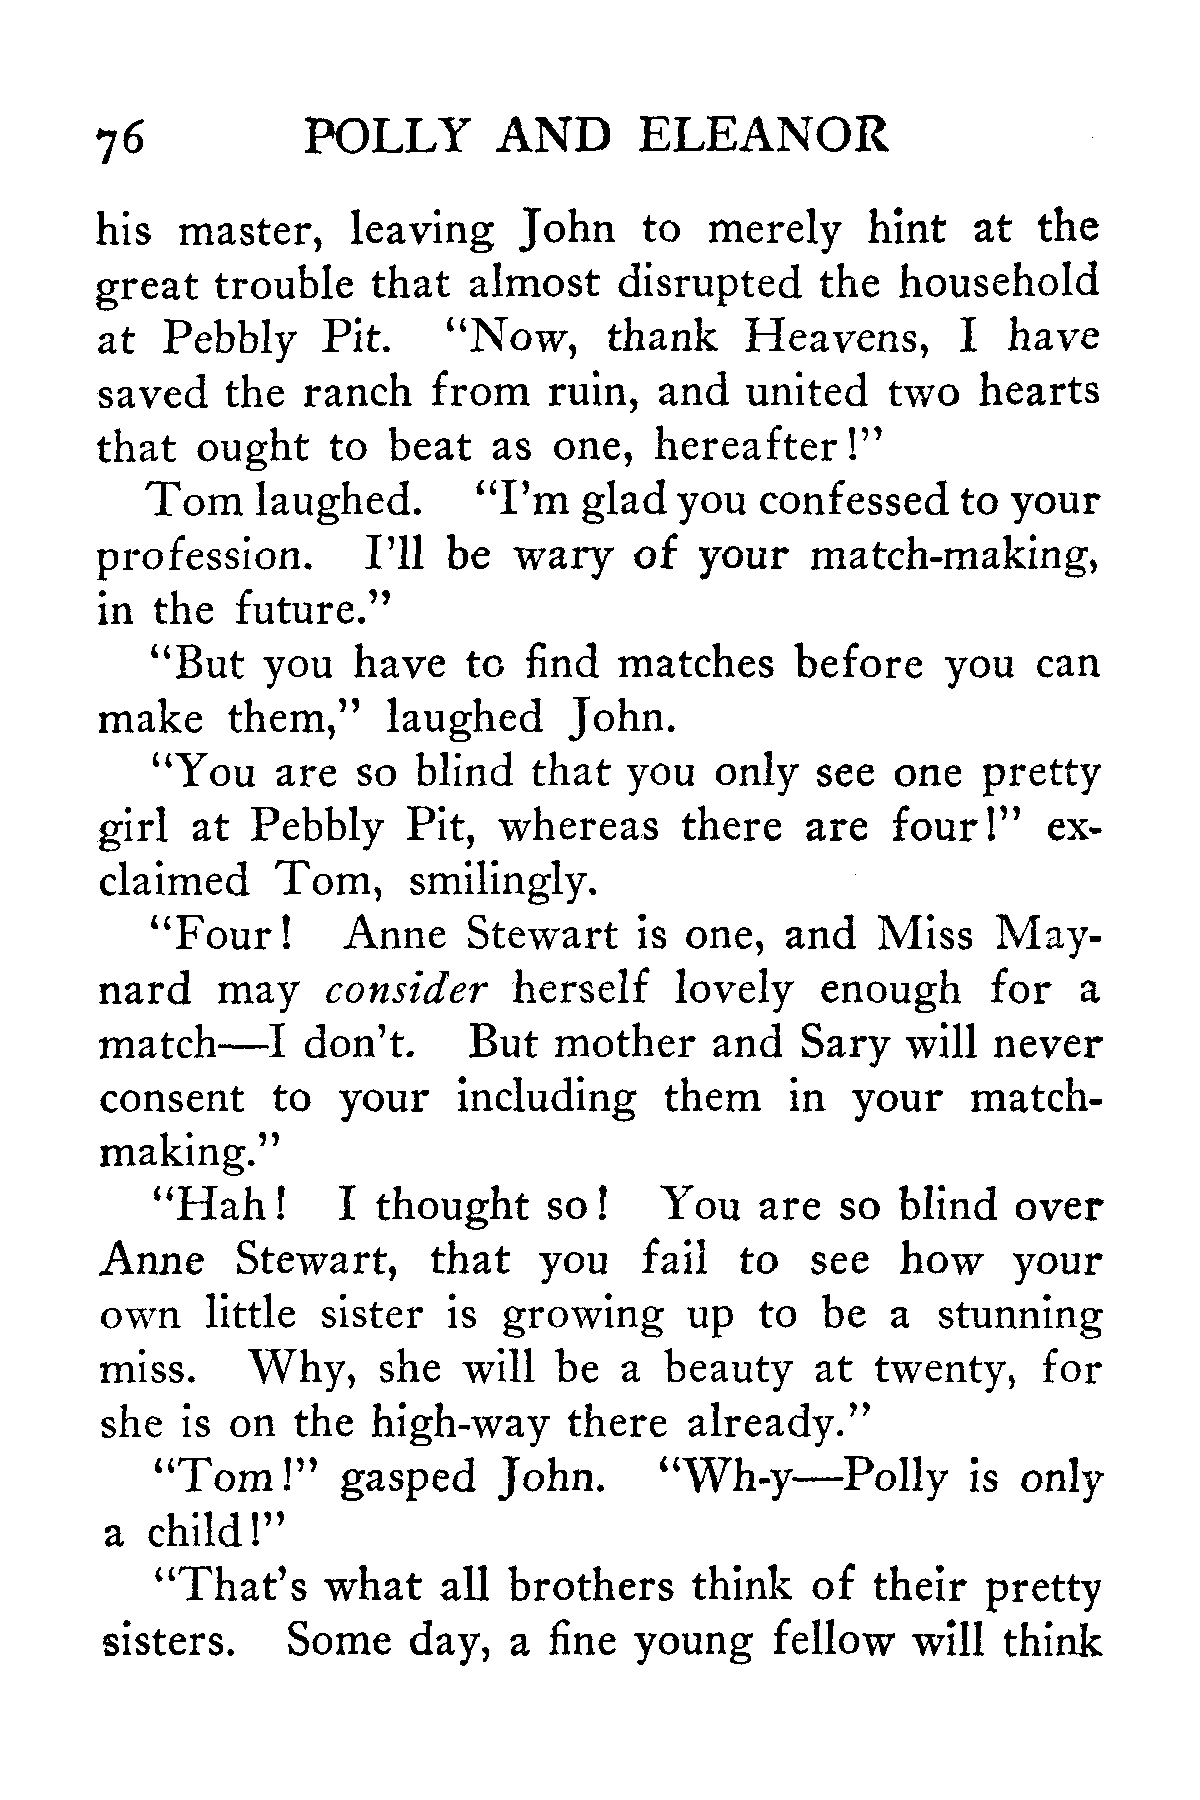 76 POLLY AND ELEANOR
his master, leaving John to merely hint at the
great trouble that almost disrupted the household
at Pebbly Pit. "Now, thank Heavens, I have
saved the ranch from ruin, and united two hearts
that ought to beat as one, hereafter!"
Tom laughed. "I'm glad you confessed to your
profession. I'll be wary of your match-making,
in the future."
"But you have to find matches before you can
make them," laughed John.
"You are so blind that you only see one pretty
girl at Pebbly Pit, whereas there are four!" ex-
claimed Tom, smilingly.
"Four! Anne Stewart is one, and Miss May-
nard may consider herself lovely enough for a
match—I don't. But mother and Sary will never
consent to your including them in your match-
making."
"Hah! I thought so! You are so blind over
Anne Stewart, that you fail to see how your
own little sister is growing up to be a stunning
miss. Why, she will be a beauty at twenty, for
she is on the high-way there already."
"Tom!" gasped John. "Wh-y—Polly is only
a child!"
"That's what all brothers think of their pretty
sisters. Some day, a fine young fellow will think